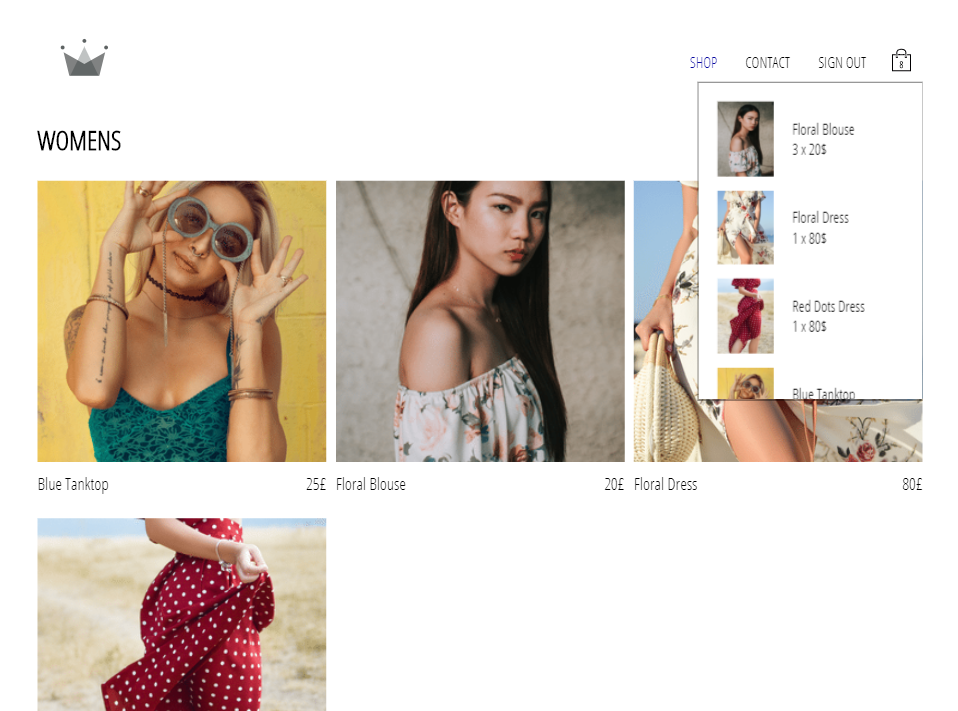 SHOP CONTACT SIGN OUT 8
WOMENS
Floral Blouse
3 x 20$
Floral Dress
1 x 80$
Red Dots Dress
1 x 80$
Blue Tanktop
Blue Tanktop 25£
Floral Blouse 20£
Floral Dress 80£